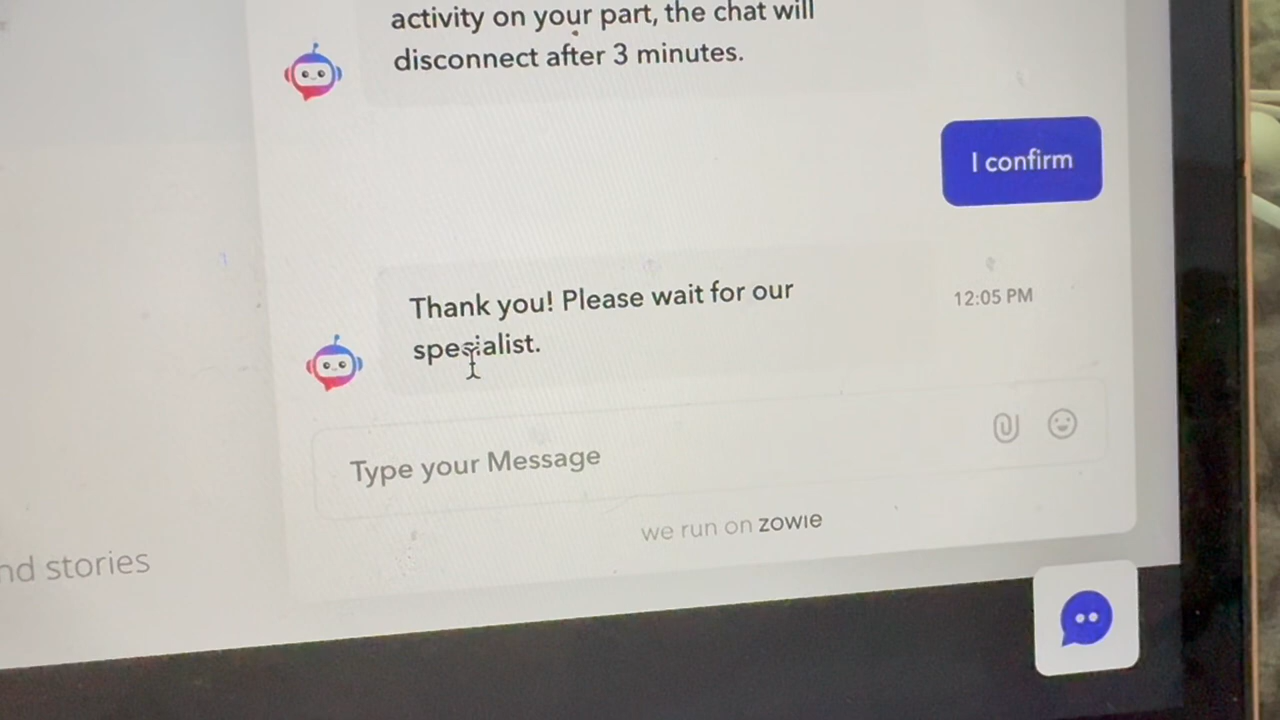 activity on your part, the chat will
disconnect after 3 minutes.
I confirm
Thank you! Please wait for our
specialist.
12:05 PM
Type your Message
we run on zowie
nd stories